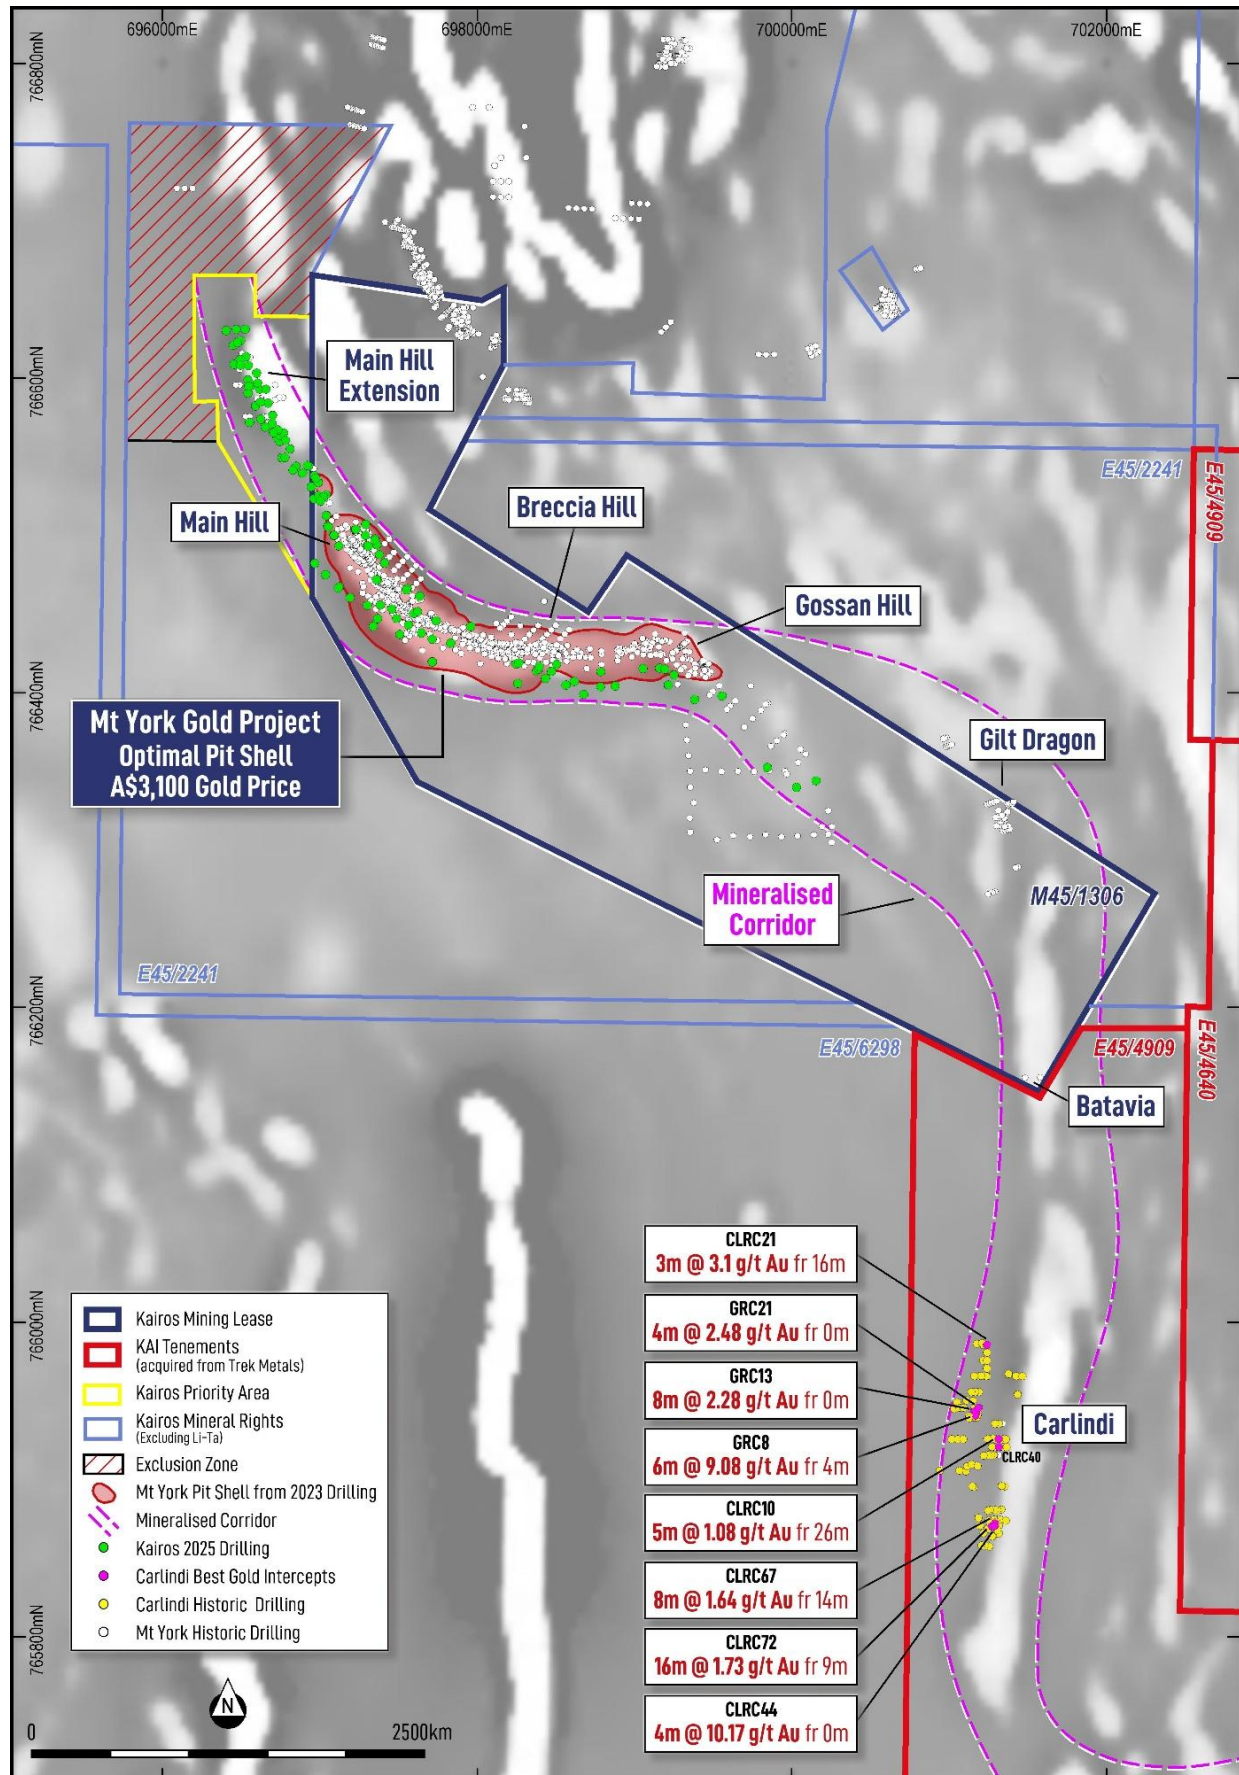 696000mE
698000mE
700000mE
702000mE
766800mN
766600mN
766400mN
766200mN
766000mN
765800mN
Main Hill
Extension
E45/2241
E45/4909
Breccia Hill
Main Hill
Gossan Hill
Mt York Gold Project
Optimal Pit Shell
A$3,100 Gold Price
Gilt Dragon
Mineralised
Corridor
M45/1306
E45/2241
E45/6298
E45/4909
E45/4640
Batavia
CLRC21
3m @ 3.1 g/t Au fr 16m
GRC21
4m @ 2.48 g/t Au fr 0m
GRC13
8m @ 2.28 g/t Au fr 0m
GRC8
6m @ 9.08 g/t Au fr 4m
CLRC10
5m @ 1.08 g/t Au fr 26m
CLRC67
8m @ 1.64 g/t Au fr 14m
CLRC72
16m @ 1.73 g/t Au fr 9m
CLRC44
4m @ 10.17 g/t Au fr 0m
Carlindi
CLRC40
Kairos Mining Lease
KAI Tenements
(acquired from Trek Metals)
Kairos Priority Area
Kairos Mineral Rights
(Excluding Li-Ta)
Exclusion Zone
Mt York Pit Shell from 2023 Drilling
Mineralised Corridor
Kairos 2025 Drilling
Carlindi Best Gold Intercepts
Carlindi Historic Drilling
Mt York Historic Drilling
N
0
2500km